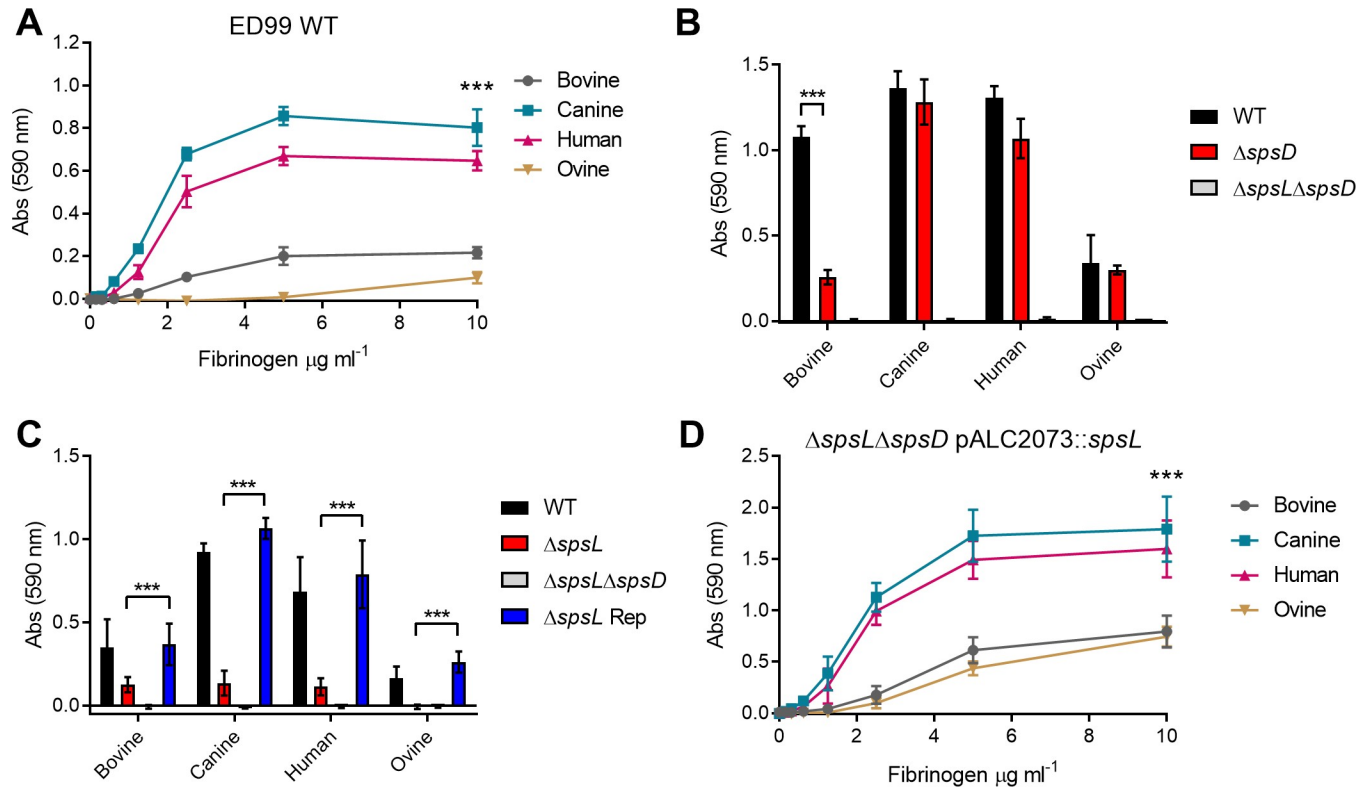 A
ED99 WT
Abs (590 nm)
1.2
1.0
0.8
0.6
0.4
0.2
0.0
0 2 4 6 8 10
Fibrinogen µg ml⁻¹
***
Bovine
Canine
Human
Ovine
B
Abs (590 nm)
1.5
1.0
0.5
0.0
***
Bovine Canine Human Ovine
WT
ΔspsD
ΔspsLΔspsD
C
Abs (590 nm)
1.5
1.0
0.5
0.0
*** *** *** ***
Bovine Canine Human Ovine
WT
ΔspsL
ΔspsLΔspsD
ΔspsL Rep
D
ΔspsLΔspsD pALC2073::spsL
Abs (590 nm)
2.5
2.0
1.5
1.0
0.5
0.0
0 2 4 6 8 10
Fibrinogen µg ml⁻¹
***
Bovine
Canine
Human
Ovine